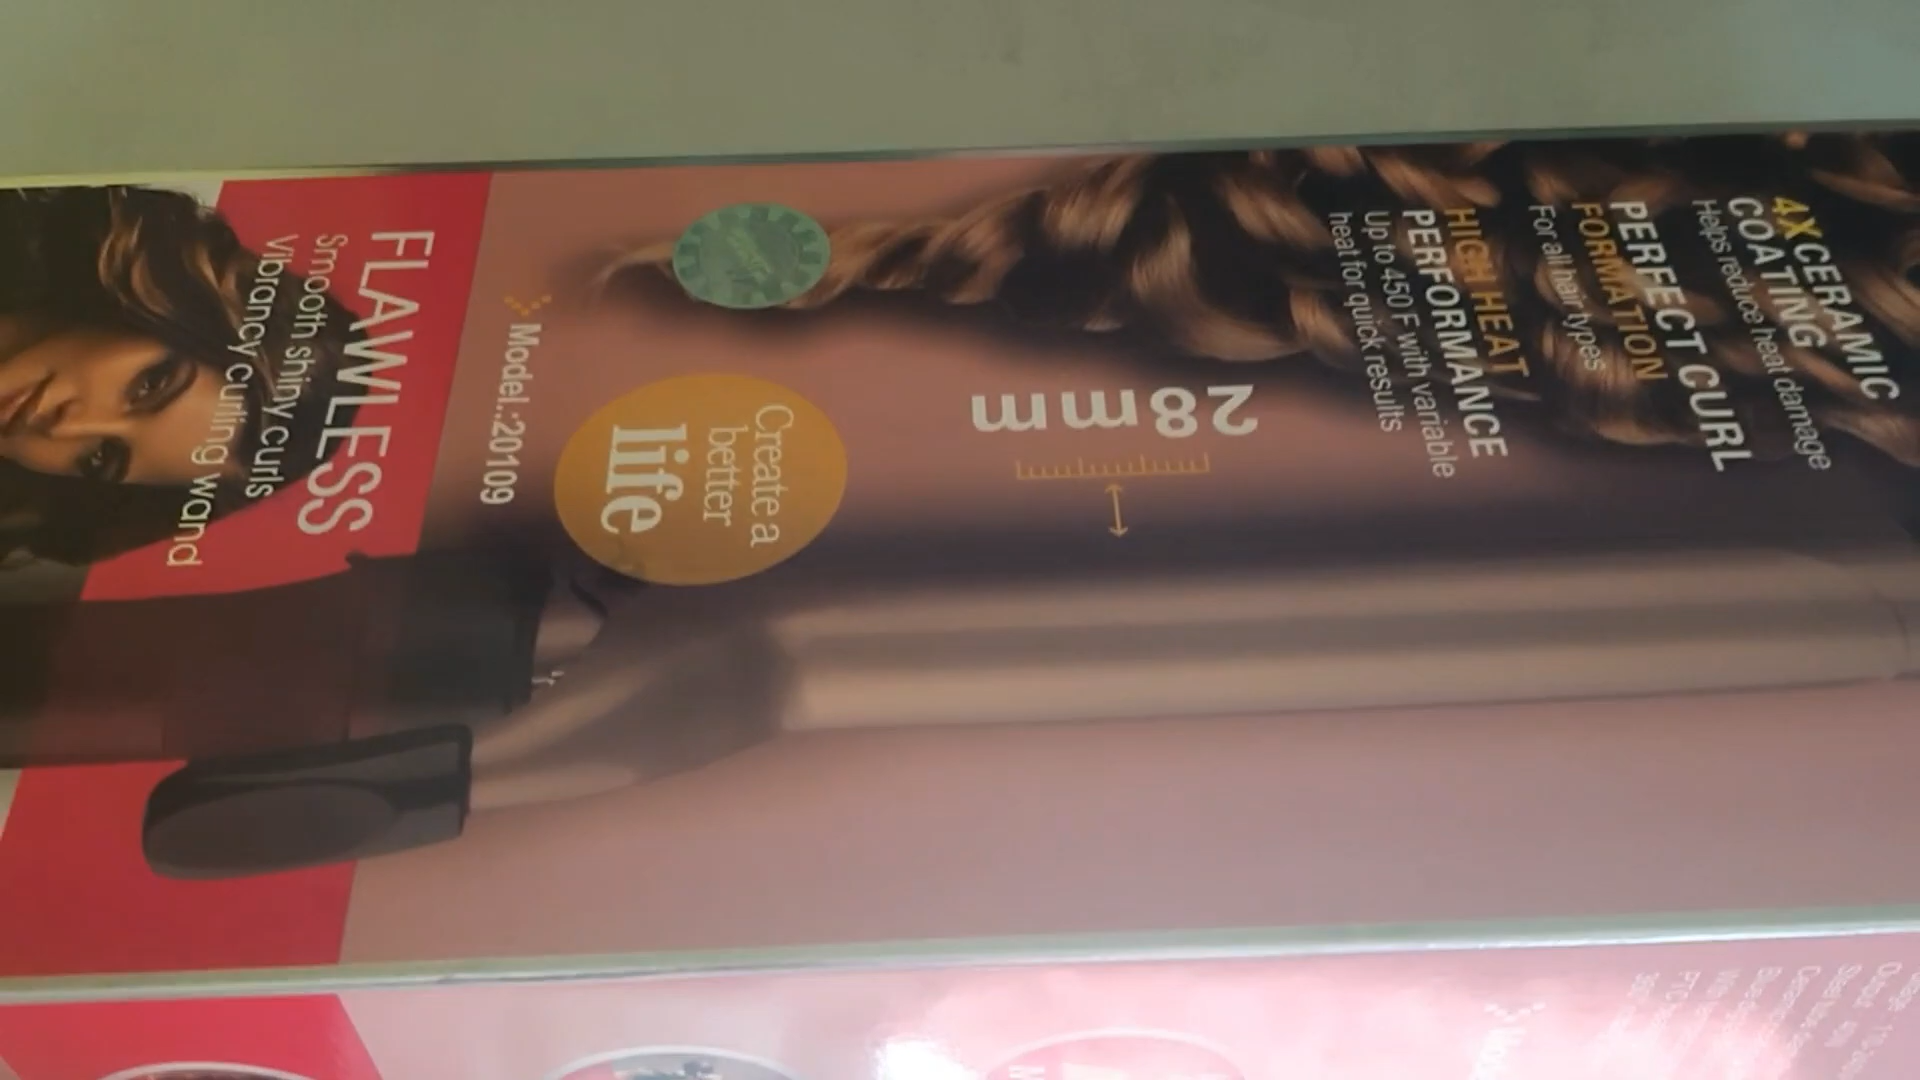 4X CERAMIC
COATING
Helps reduce heat damage
PERFECT CURL
FORMATION
For all hair types
HIGH HEAT
PERFORMANCE
Up to 450 F with variable
heat for quick results
28mm
Create a
better
life
Model.:20109
FLAWLESS
Smooth shiny curls
Vibrancy curling wand